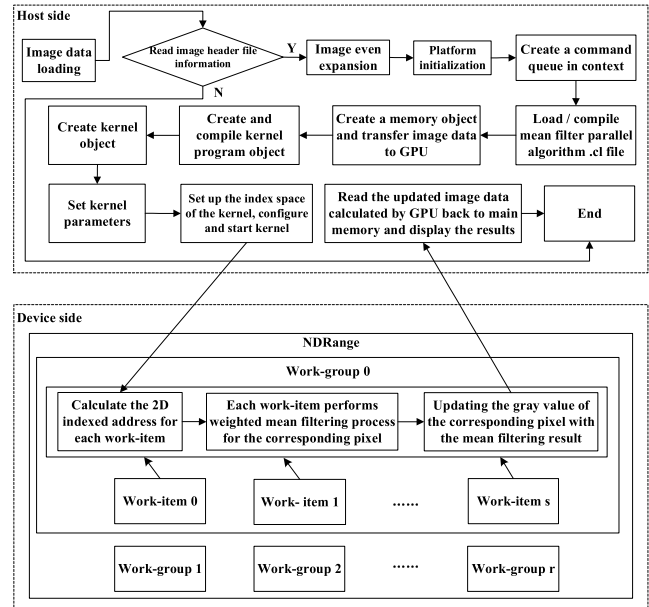 Host side
Image data
loading
Read image header file
information
Y
N
Image even
expansion
Platform
initialization
Create a command
queue in context
Create kernel
object
Create and
compile kernel
program object
Create a memory object
and transfer image data
to GPU
Load / compile
mean filter parallel
algorithm .cl file
Set kernel
parameters
Set up the index space
of the kernel, configure
and start kernel
Read the updated image data
calculated by GPU back to main
memory and display the results
End
Device side
NDRange
Work-group 0
Calculate the 2D
indexed address for
each work-item
Each work-item performs
weighted mean filtering process
for the corresponding pixel
Updating the gray value of
the corresponding pixel with
the mean filtering result
Work-item 0
Work- item 1
......
Work-item s
Work-group 1
Work-group 2
......
Work-group r